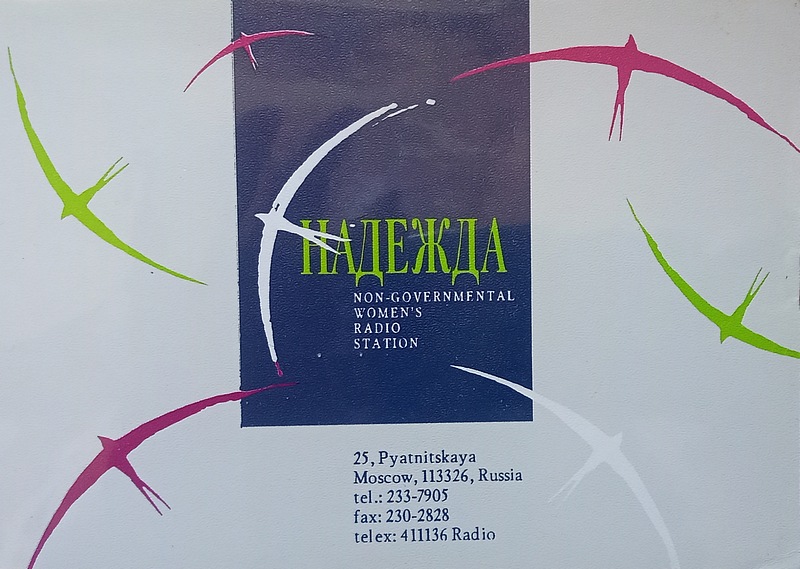 НАДЕЖДА
NON-GOVERNMENTAL
WOMEN'S
RADIO
STATION
25, Pyatnitskaya
Moscow, 113326, Russia
tel.: 233-7905
fax: 230-2828
telex: 411136 Radio